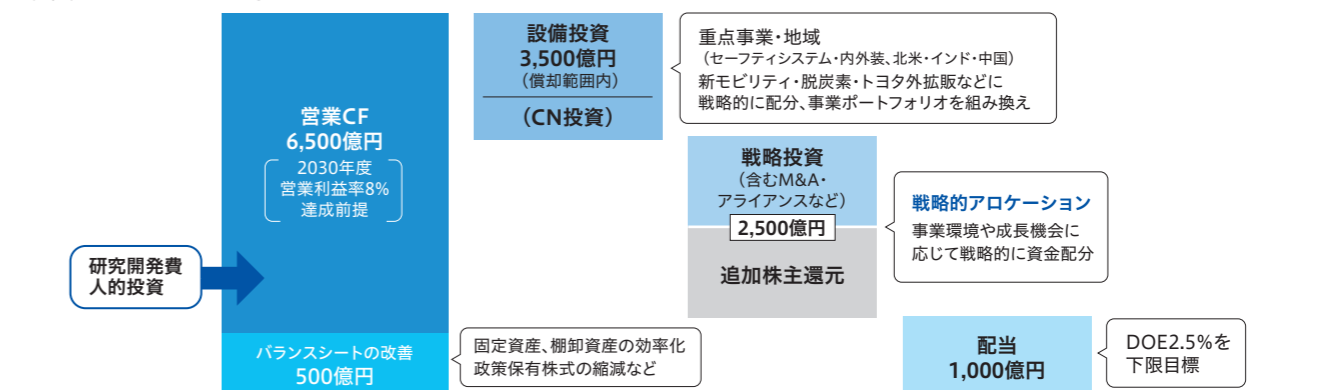 研究開発費
人的投資
営業CF
6,500億円
2030年度
営業利益率8%
達成前提
バランスシートの改善
500億円
固定資産、棚卸資産の効率化
政策保有株式の縮減など
設備投資
3,500億円
(償却範囲内)
(CN投資)
重点事業・地域
(セーフティシステム・内外装、北米・インド・中国)
新モビリティ・脱炭素・トヨタ外拡販などに
戦略的に配分、事業ポートフォリオを組み換え
戦略投資
(含むM&A・
アライアンスなど)
2,500億円
追加株主還元
戦略的アロケーション
事業環境や成長機会に
応じて戦略的に資金配分
配当
1,000億円
DOE2.5%を
下限目標